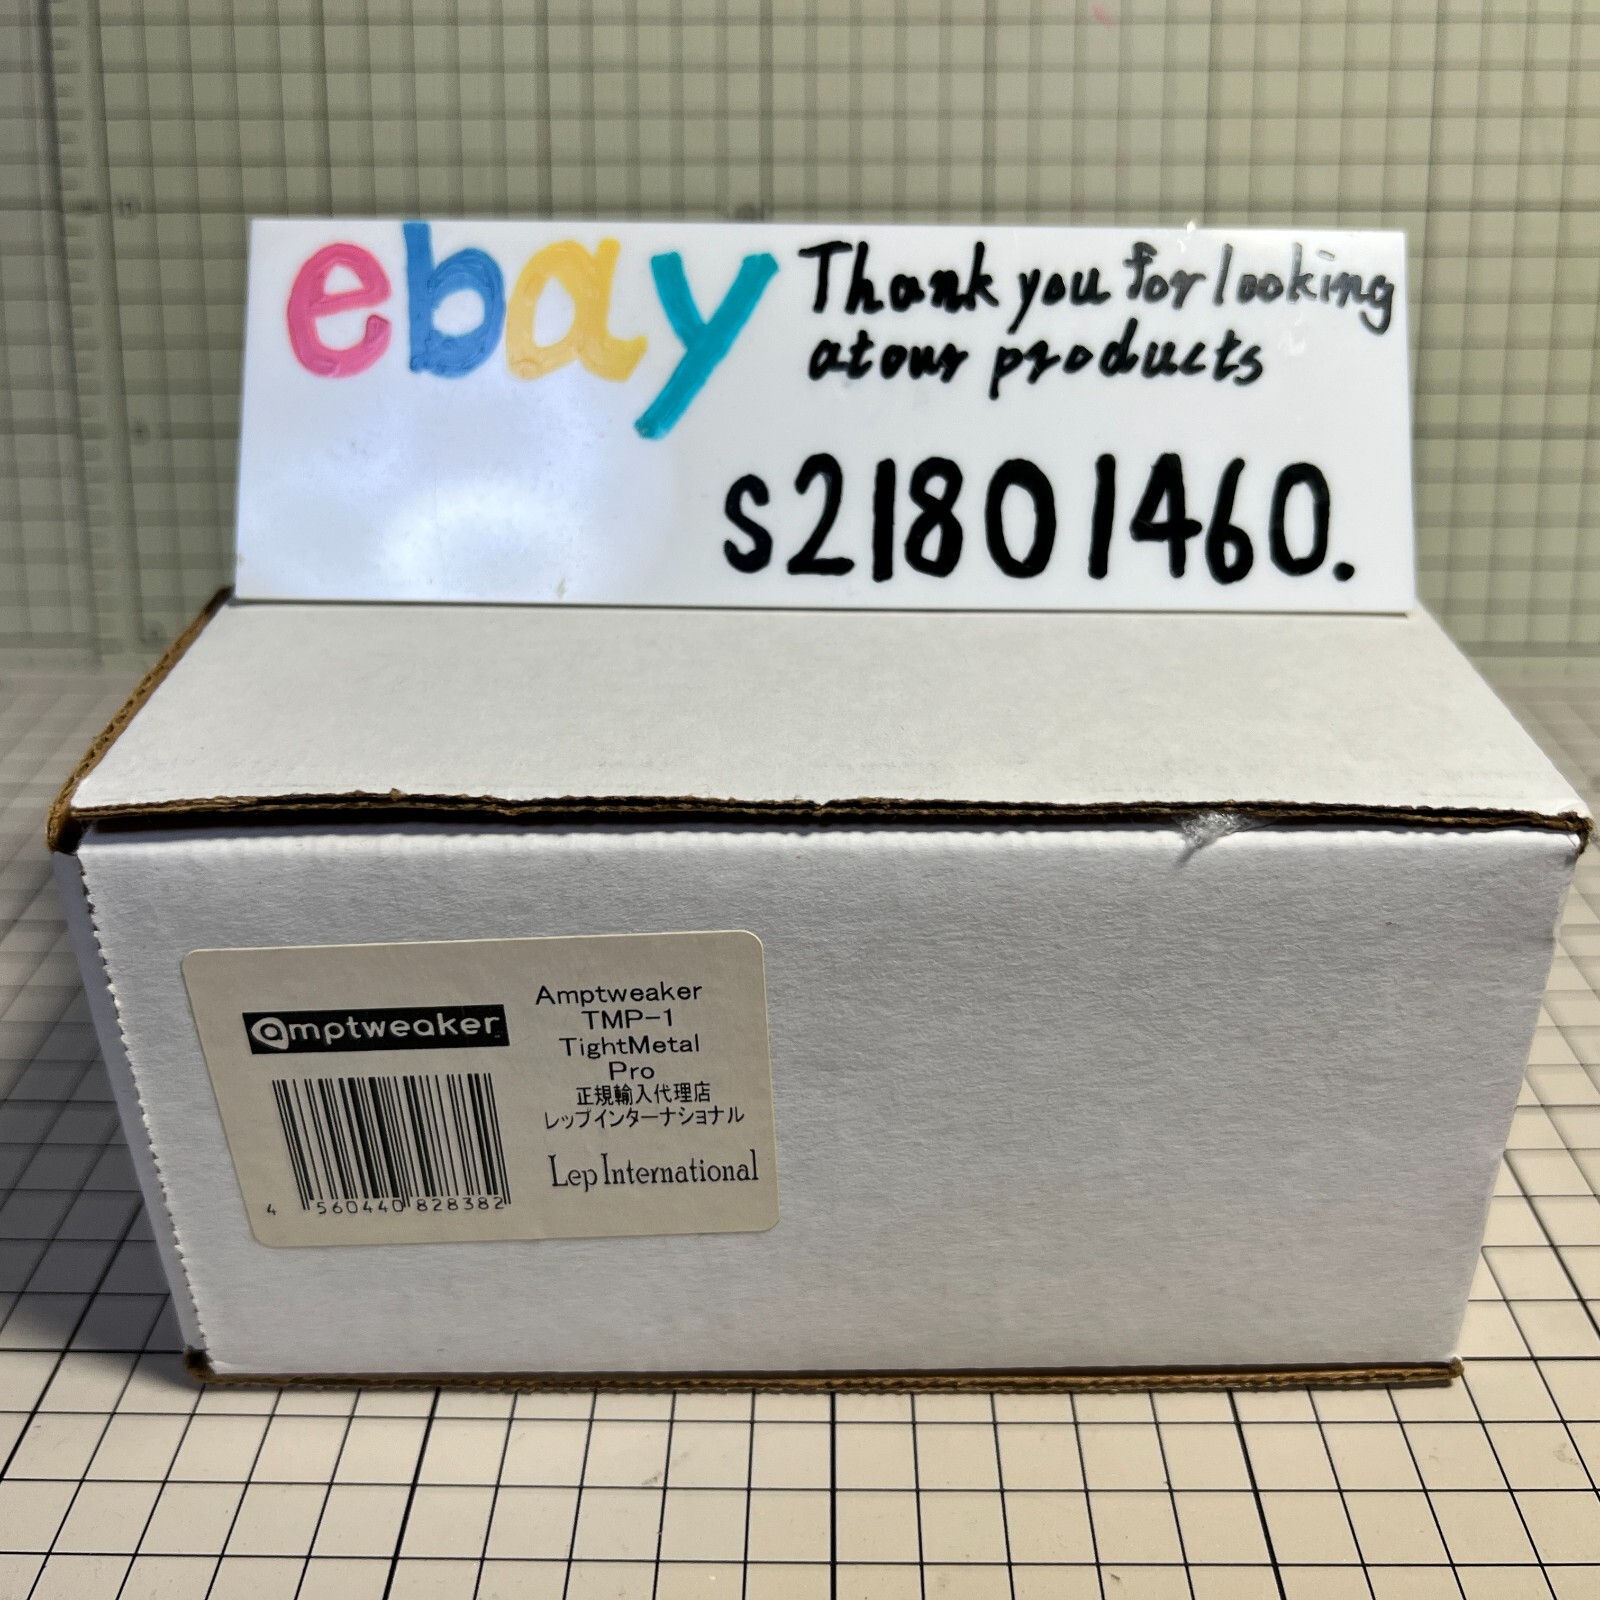 ebay Thank you for looking
atour products
s21801460.
amptweaker
Amptweaker
TMP-1
TightMetal
Pro
正規輸入代理店
レップインターナショナル
Lep International
4 560440 828382